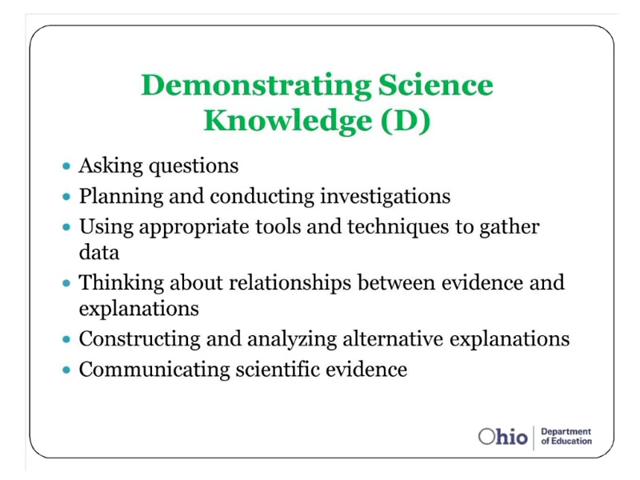 Demonstrating Science
Knowledge (D)
• Asking questions
• Planning and conducting investigations
• Using appropriate tools and techniques to gather
data
• Thinking about relationships between evidence and
explanations
• Constructing and analyzing alternative explanations
• Communicating scientific evidence
Ohio
Department
of Education